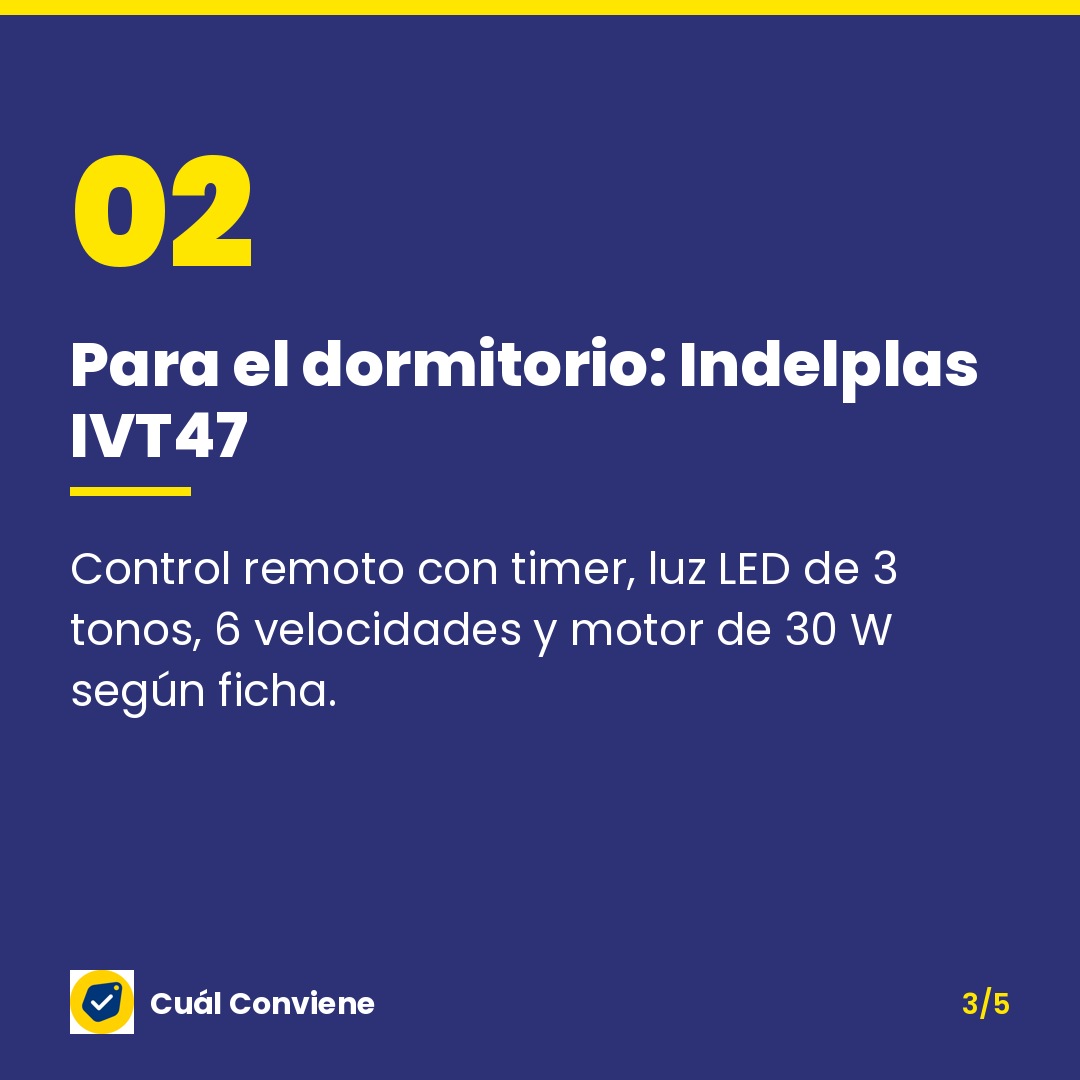 02
Para el dormitorio: Indelplas
IVT47
Control remoto con timer, luz LED de 3
tonos, 6 velocidades y motor de 30 W
según ficha.
Cuál Conviene
3/5